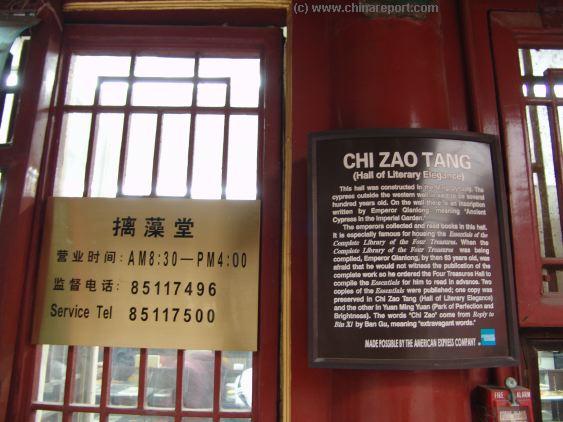 (c) www.chinareport.com
摛藻堂
营业时间: AM8:30—PM4:00
监督电话: 85117496
Service Tel 85117500
CHI ZAO TANG
(Hall of Literary Elegance)
This hall was constructed in the Ming Dynasty. The
cypress outside the western wall is several
hundred years old. On the wall there is an inscription
written by Emperor Qianlong, meaning "Ancient
Cypress in the Imperial Garden."
The emperors collected and read books in this hall.
It is especially famous for housing the Essentials of the
Complete Library of the Four Treasures. When the
Complete Library of the Four Treasures was being
compiled, Emperor Qianlong, by then 63 years old, was
afraid that he would not witness the publication of the
complete work so he ordered the Four Treasures Hall to
compile the Essentials for him to read in advance. Two
copies of the Essentials were published; one copy was
preserved in Chi Zao Tang (Hall of Literary Elegance)
and the other in Yuan Ming Yuan (Park of Perfection and
Brightness). The words "Chi Zao" come from Reply to
Bin Xi by Ban Gu, meaning "extravagant words."
MADE POSSIBLE BY THE AMERICAN EXPRESS COMPANY
FIRE ALARM